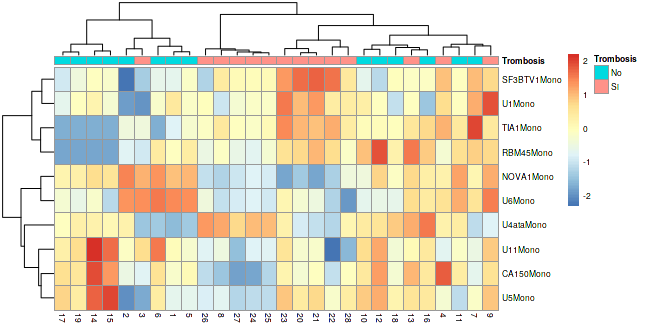 Trombosis
Trombosis
No
SI
2
1
0
-1
-2
SF3BTV1Mono
U1Mono
TIA1Mono
RBM45Mono
NOVA1Mono
U6Mono
U4ataMono
U11Mono
CA150Mono
U5Mono
17 19 14 15 2 3 6 1 5 26 8 27 24 25 23 20 21 22 28 10 12 18 13 16 4 11 7 9